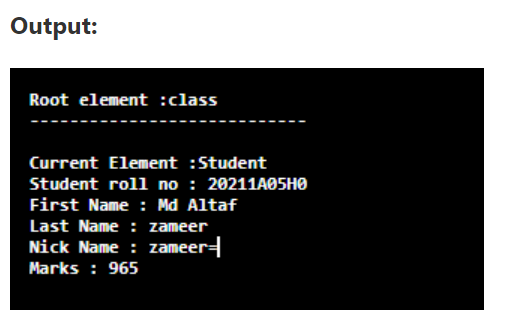 Output:
Root element :class
----------------------------
Current Element :Student
Student roll no : 20211A05H0
First Name : Md Altaf
Last Name : zameer
Nick Name : zameer=
Marks : 965